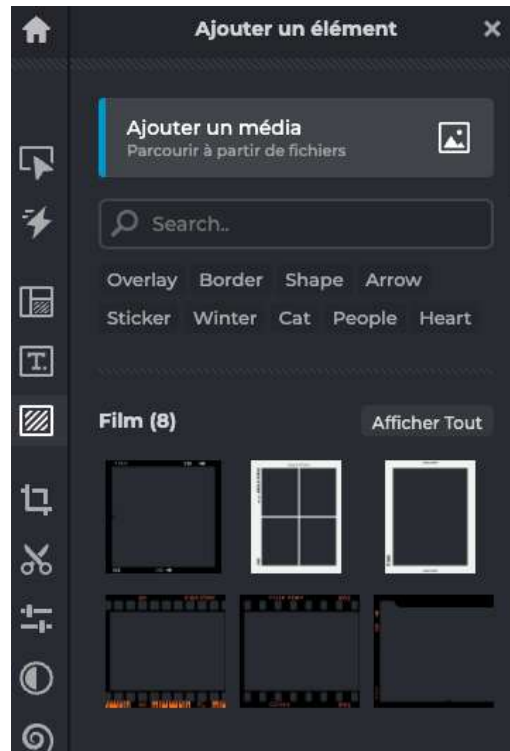 Ajouter un élément
Ajouter un média
Parcourir à partir de fichiers
Search..
Overlay Border Shape Arrow
Sticker Winter Cat People Heart
T.
Film (8)
Afficher Tout